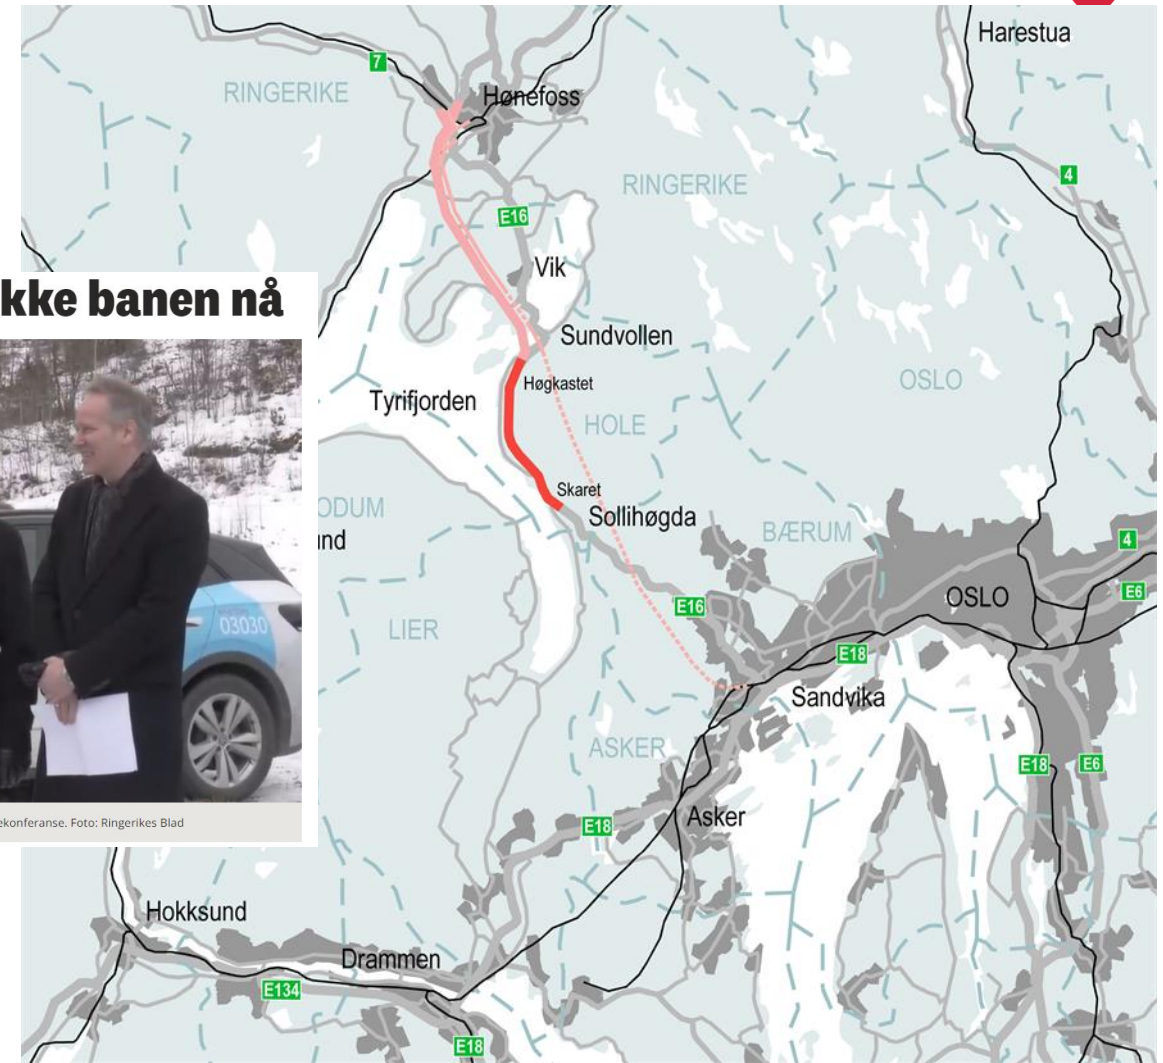 Harestua
7
RINGERIKE
Hønefoss
4
RINGERIKE
E16
Vik
kke banen nå
Sundvollen
Høgkastet
OSLO
Tyrifjorden
HOLE
Skaret
Sollihøgda
ODUM
BÆRUM
und
4
E6
OSLO
E16
03030
LIER
E18
Sandvika
ASKER
E18
E6
Asker
E18
ekonferanse. Foto: Ringerikes Blad
Hokksund
Drammen
E134
E18